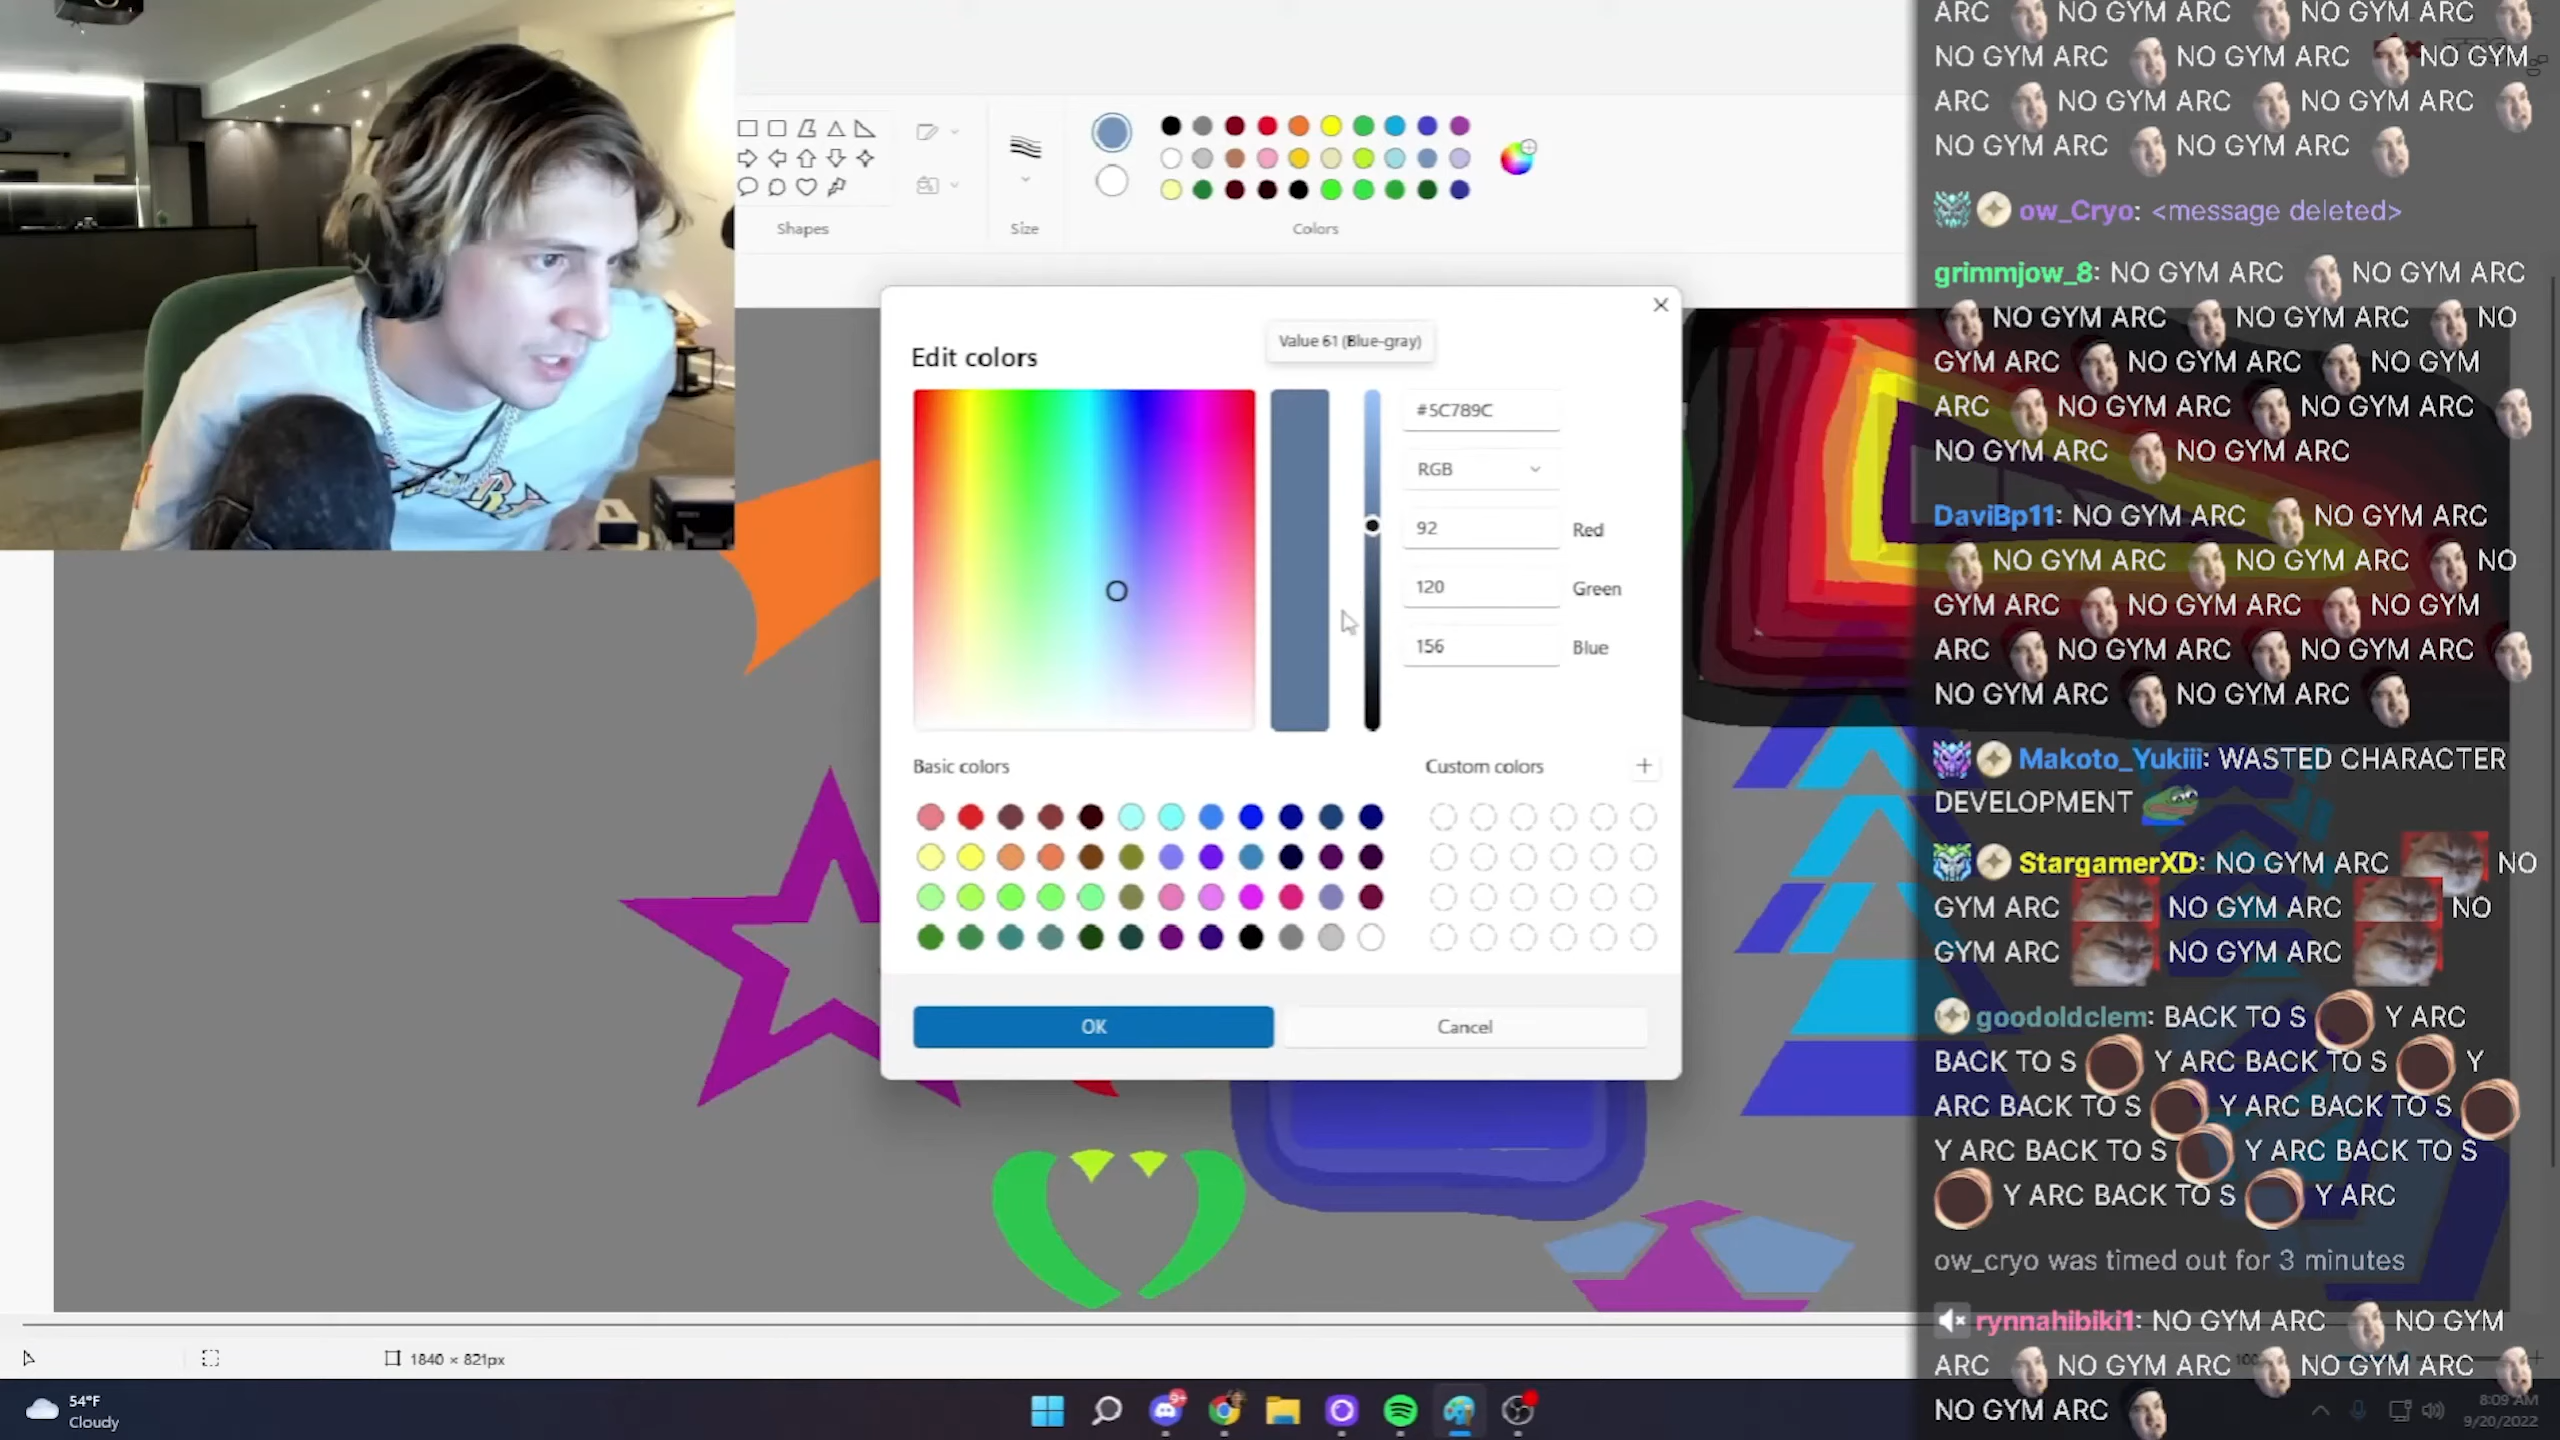 Shapes
Size
Colors
Edit colors
Value 61 (Blue-gray)
#5C789C
RGB
92 Red
120 Green
156 Blue
Basic colors
Custom colors
OK
Cancel
1840 × 821px
54°F
Cloudy
8:09 AM
9/20/2022
ARC NO GYM ARC NO GYM ARC
NO GYM ARC NO GYM ARC NO GYM
ARC NO GYM ARC NO GYM ARC
NO GYM ARC NO GYM ARC
ow_Cryo: <message deleted>
grimmjow_8: NO GYM ARC NO GYM ARC
NO GYM ARC NO GYM ARC NO
GYM ARC NO GYM ARC NO GYM
ARC NO GYM ARC NO GYM ARC
NO GYM ARC NO GYM ARC
DaviBp11: NO GYM ARC NO GYM ARC
NO GYM ARC NO GYM ARC NO
GYM ARC NO GYM ARC NO GYM
ARC NO GYM ARC NO GYM ARC
NO GYM ARC NO GYM ARC
Makoto_Yukiii: WASTED CHARACTER
DEVELOPMENT
StargamerXD: NO GYM ARC NO
GYM ARC NO GYM ARC NO
GYM ARC NO GYM ARC
goodoldclem: BACK TO S Y ARC
BACK TO S Y ARC BACK TO S Y
ARC BACK TO S Y ARC BACK TO S
Y ARC BACK TO S Y ARC BACK TO S
Y ARC BACK TO S Y ARC
ow_cryo was timed out for 3 minutes
rynnahibiki1: NO GYM ARC NO GYM
ARC NO GYM ARC NO GYM ARC
NO GYM ARC